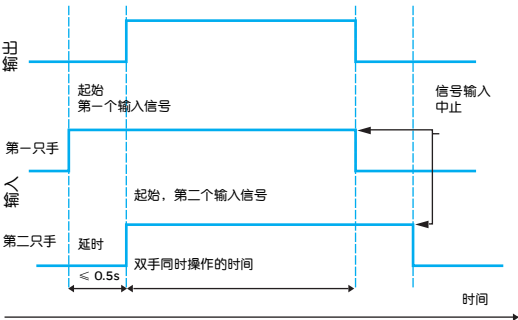 输出
起始
第一个输入信号
信号输入
中止
第一只手
输入
起始，第二个输入信号
第二只手
延时
≤ 0.5s
双手同时操作的时间
时间